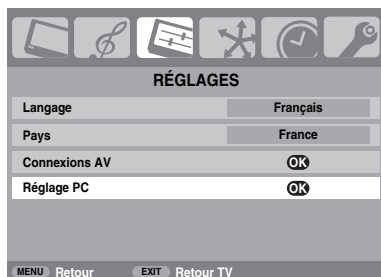 RÉGLAGES
Langage Français
Pays France
Connexions AV OK
Réglage PC OK
MENU Retour EXIT Retour TV